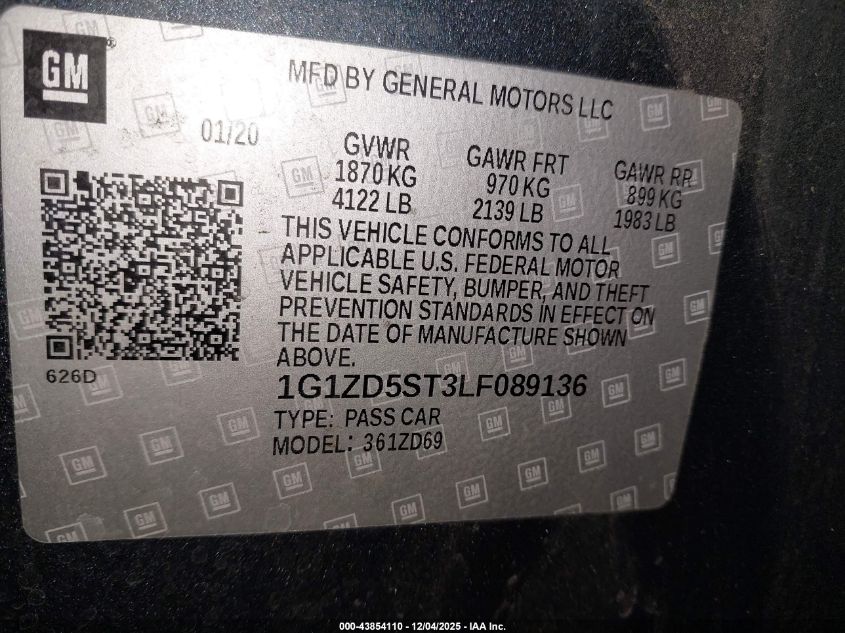 GM
MFD BY GENERAL MOTORS LLC
01/20
GVWR
1870 KG
4122 LB
GAWR FRT
970 KG
2139 LB
GAWR RR
899 KG
1983 LB
THIS VEHICLE CONFORMS TO ALL
APPLICABLE U.S. FEDERAL MOTOR
VEHICLE SAFETY, BUMPER, AND THEFT
PREVENTION STANDARDS IN EFFECT ON
THE DATE OF MANUFACTURE SHOWN
ABOVE.
626D
1G1ZD5ST3LF089136
TYPE: PASS CAR
MODEL: 361ZD69
000-43854110 - 12/04/2025 - IAA Inc.